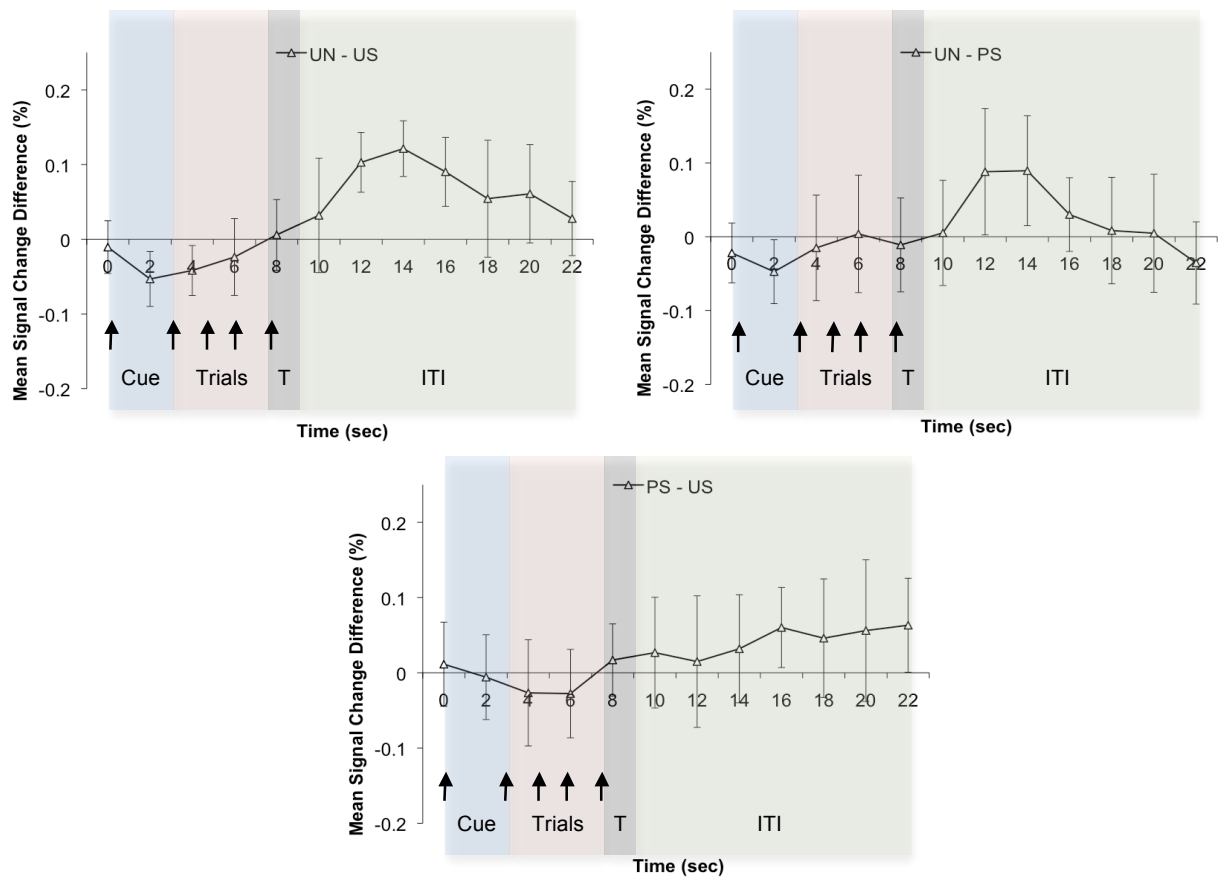 UN - US
Mean Signal Change Difference (%)
0.2
0.1
0
-0.1
-0.2
0 2 4 6 8 10 12 14 16 18 20 22
Cue Trials T ITI
Time (sec)
UN - PS
Mean Signal Change Difference (%)
0.2
0.1
0
-0.1
-0.2
0 2 4 6 8 10 12 14 16 18 20 22
Cue Trials T ITI
Time (sec)
PS - US
Mean Signal Change Difference (%)
0.2
0.1
0
-0.1
-0.2
0 2 4 6 8 10 12 14 16 18 20 22
Cue Trials T ITI
Time (sec)